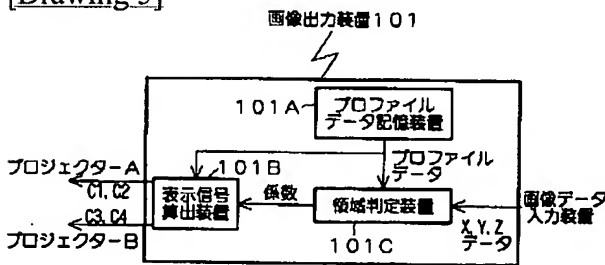 [Drawing 5]
画像出力装置101
101A
プロファイル
データ記憶装置
プロジェクターA
C1, C2
101B
プロファイル
データ
表示信号
算出装置
係数
領域判定装置
画像データ
入力装置
C3, C4
プロジェクターB
101C
X, Y, Z
データ